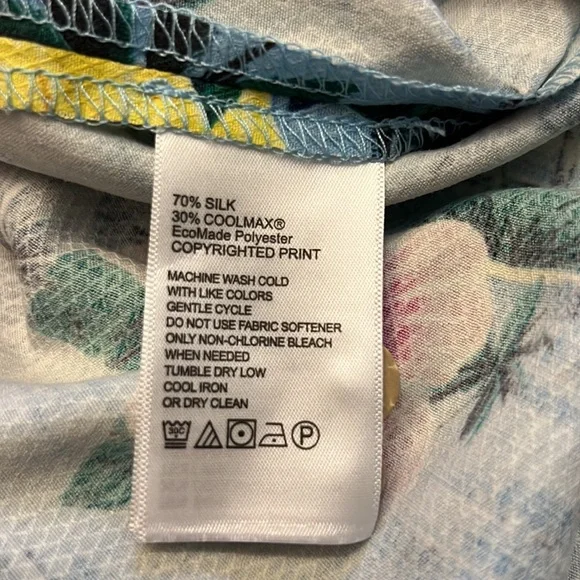 70% SILK
30% COOLMAX®
EcoMade Polyester
COPYRIGHTED PRINT
MACHINE WASH COLD
WITH LIKE COLORS
GENTLE CYCLE
DO NOT USE FABRIC SOFTENER
ONLY NON-CHLORINE BLEACH
WHEN NEEDED
TUMBLE DRY LOW
COOL IRON
OR DRY CLEAN
30C P